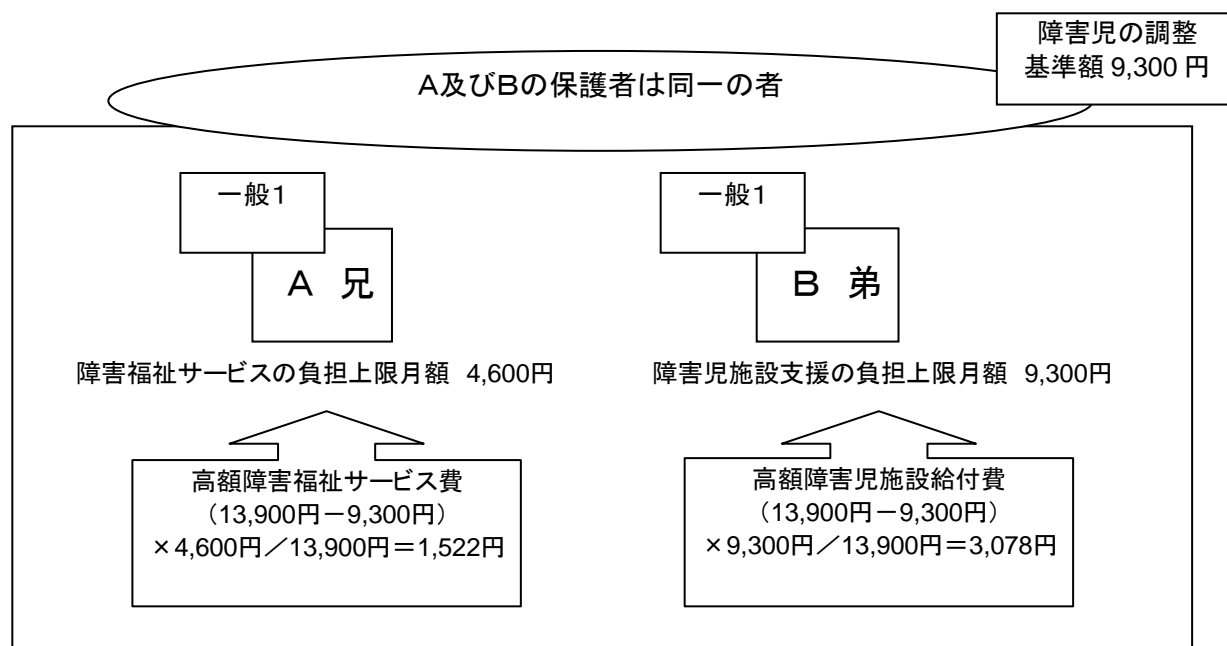 障害児の調整
基準額 9,300 円
A及びBの保護者は同一の者
一般1
A 兄
一般1
B 弟
障害福祉サービスの負担上限月額 4,600円
障害児施設支援の負担上限月額 9,300円
高額障害福祉サービス費
（13,900円－9,300円）
×4,600円／13,900円＝1,522円
高額障害児施設給付費
（13,900円－9,300円）
×9,300円／13,900円＝3,078円